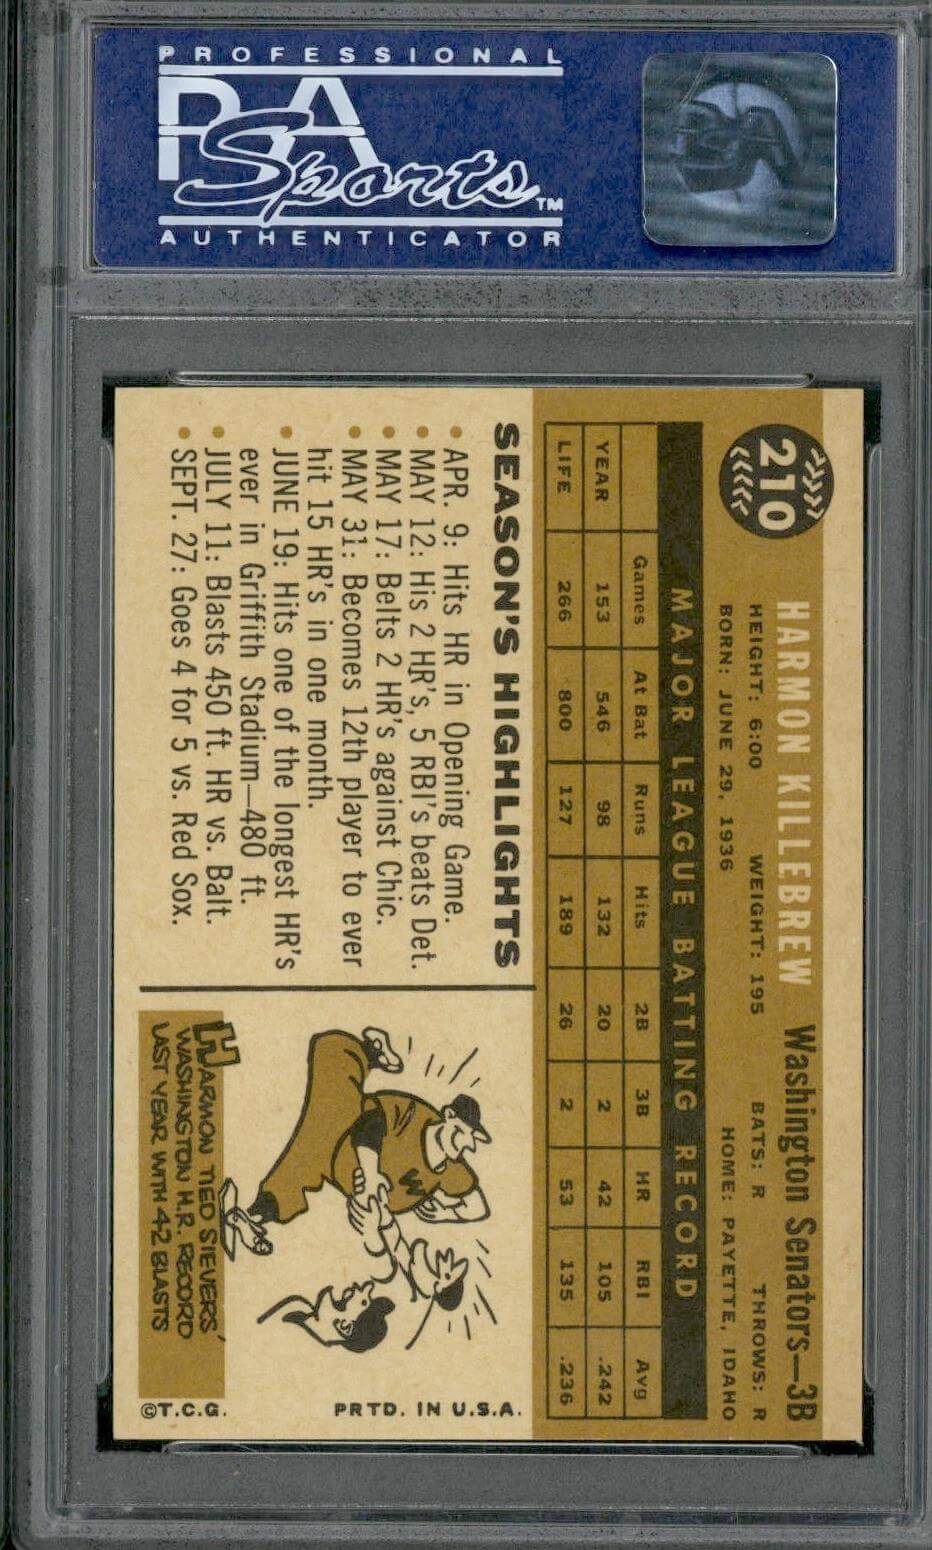 PROFESSIONAL
PSA
Sports™
AUTHENTICATOR
210
HARMON KILLEBREW Washington Senators—3B
HEIGHT: 6:00 WEIGHT: 195 BATS: R THROWS: R
BORN: JUNE 29, 1936 HOME: PAYETTE, IDAHO
MAJOR LEAGUE BATTING RECORD
Games At Bat Runs Hits 2B 3B HR RBI Avg
YEAR 153 546 98 132 20 2 42 105 .242
LIFE 266 800 127 189 26 2 53 135 .236
SEASON'S HIGHLIGHTS
• APR. 9: Hits HR in Opening Game.
• MAY 12: His 2 HR's, 5 RBI's beats Det.
• MAY 17: Belts 2 HR's against Chic.
• MAY 31: Becomes 12th player to ever
hit 15 HR's in one month.
• JUNE 19: Hits one of the longest HR's
ever in Griffith Stadium—480 ft.
• JULY 11: Blasts 450 ft. HR vs. Balt.
• SEPT. 27: Goes 4 for 5 vs. Red Sox.
W
HARMON TIED SIEVERS'
WASHINGTON H.R. RECORD
LAST YEAR WITH 42 BLASTS
©T.C.G. PRTD. IN U.S.A.